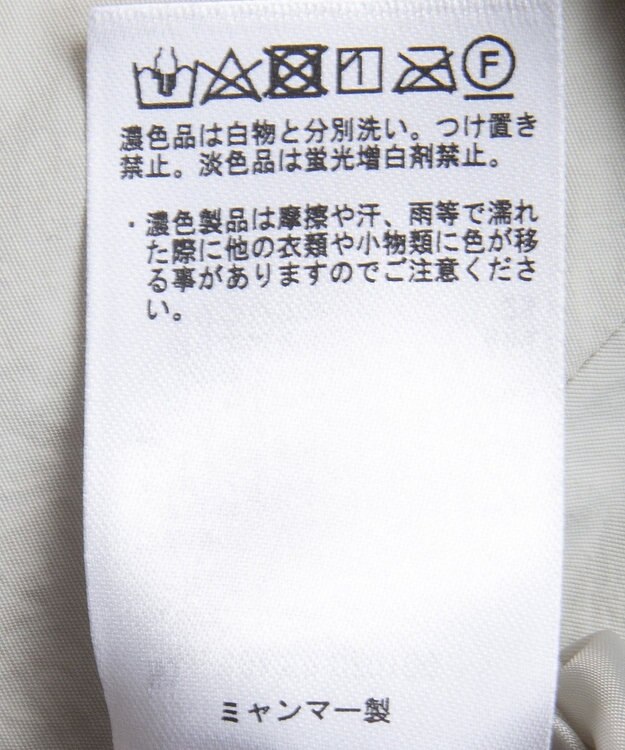 F
濃色品は白物と分別洗い。つけ置き
禁止。淡色品は蛍光増白剤禁止。
・濃色製品は摩擦や汗、雨等で濡れ
た際に他の衣類や小物類に色が移
る事がありますのでご注意くださ
い。
ミャンマー製